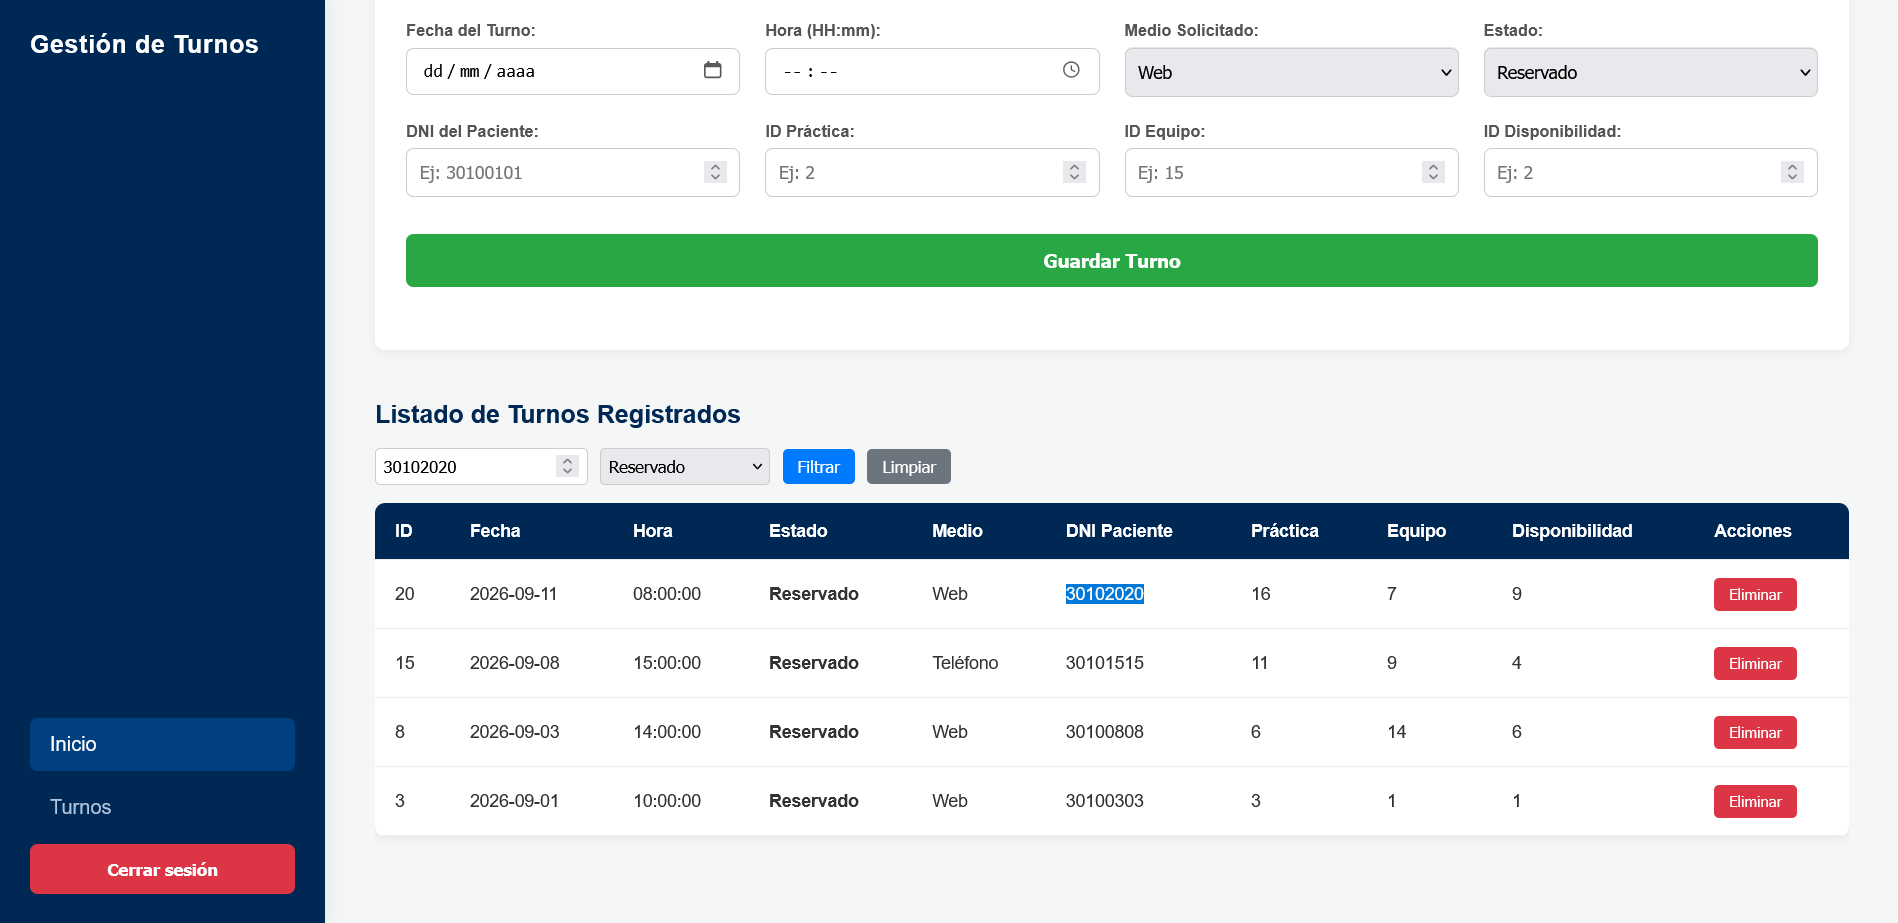 Gestión de Turnos
Fecha del Turno: Hora (HH:mm): Medio Solicitado: Estado:
dd/mm/aaaa --:-- Web Reservado
DNI del Paciente: ID Práctica: ID Equipo: ID Disponibilidad:
Ej: 30100101 Ej: 2 Ej: 15 Ej: 2
Guardar Turno
Listado de Turnos Registrados
30102020 Reservado Filtrar Limpiar
ID Fecha Hora Estado Medio DNI Paciente Práctica Equipo Disponibilidad Acciones
20 2026-09-11 08:00:00 Reservado Web 30102020 16 7 9 Eliminar
15 2026-09-08 15:00:00 Reservado Teléfono 30101515 11 9 4 Eliminar
8 2026-09-03 14:00:00 Reservado Web 30100808 6 14 6 Eliminar
3 2026-09-01 10:00:00 Reservado Web 30100303 3 1 1 Eliminar
Inicio
Turnos
Cerrar sesión